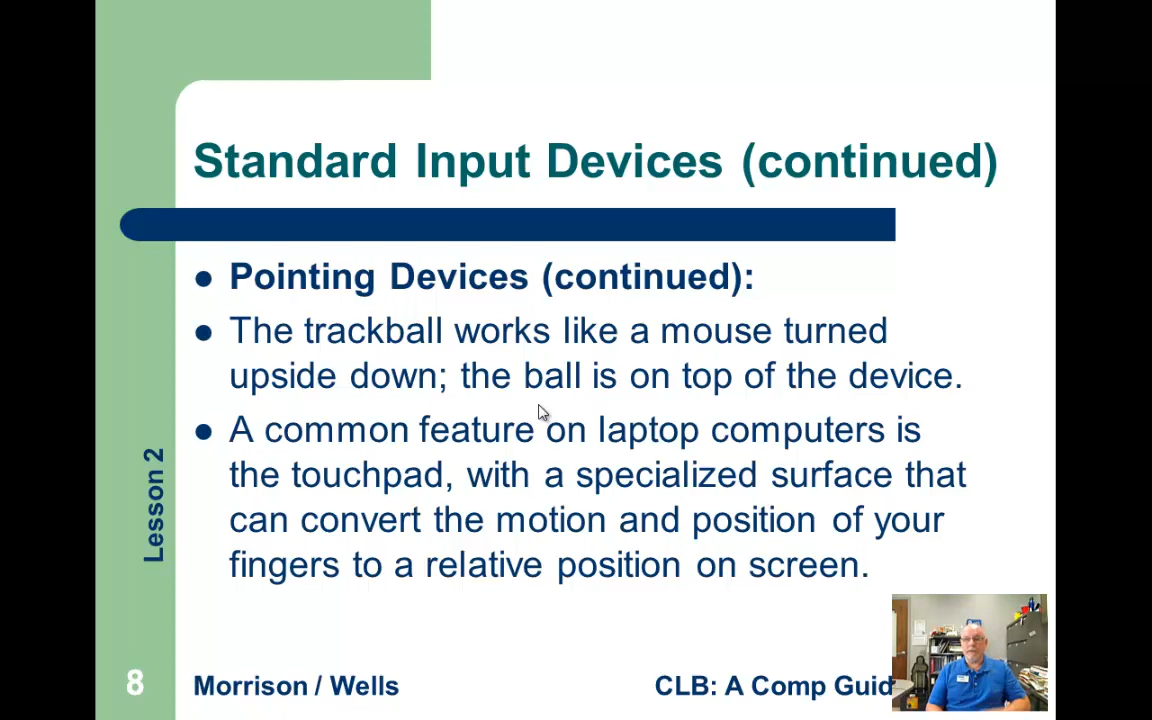 Standard Input Devices (continued)
Pointing Devices (continued):
The trackball works like a mouse turned
upside down; the ball is on top of the device.
A common feature on laptop computers is
the touchpad, with a specialized surface that
can convert the motion and position of your
fingers to a relative position on screen.
Lesson 2
8
Morrison / Wells
CLB: A Comp Guid